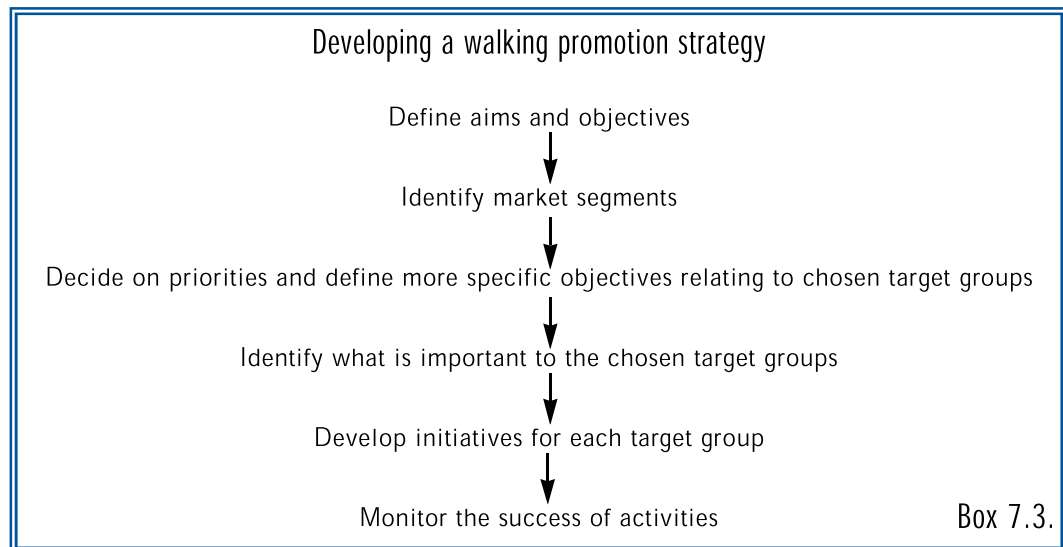 Developing a walking promotion strategy
Define aims and objectives
Identify market segments
Decide on priorities and define more specific objectives relating to chosen target groups
Identify what is important to the chosen target groups
Develop initiatives for each target group
Monitor the success of activities
Box 7.3.